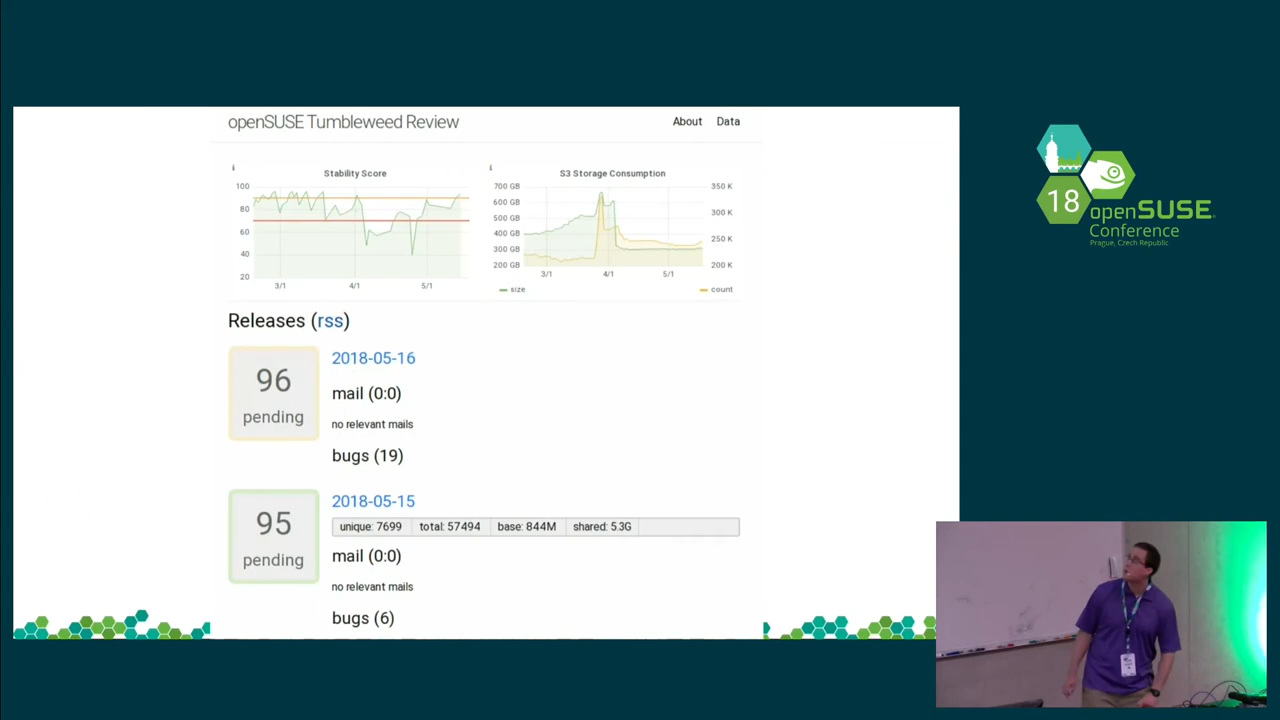 openSUSE Tumbleweed Review
About Data
Stability Score
100
80
60
40
20
3/1 4/1 5/1
S3 Storage Consumption
700 GB
600 GB
500 GB
400 GB
300 GB
200 GB
350 K
300 K
250 K
200 K
3/1 4/1 5/1
size count
Releases (rss)
96
pending
2018-05-16
mail (0:0)
no relevant mails
bugs (19)
95
pending
2018-05-15
unique: 7699 total: 57494 base: 844M shared: 5.3G
mail (0:0)
no relevant mails
bugs (6)
18
openSUSE
Conference
Prague, Czech Republic